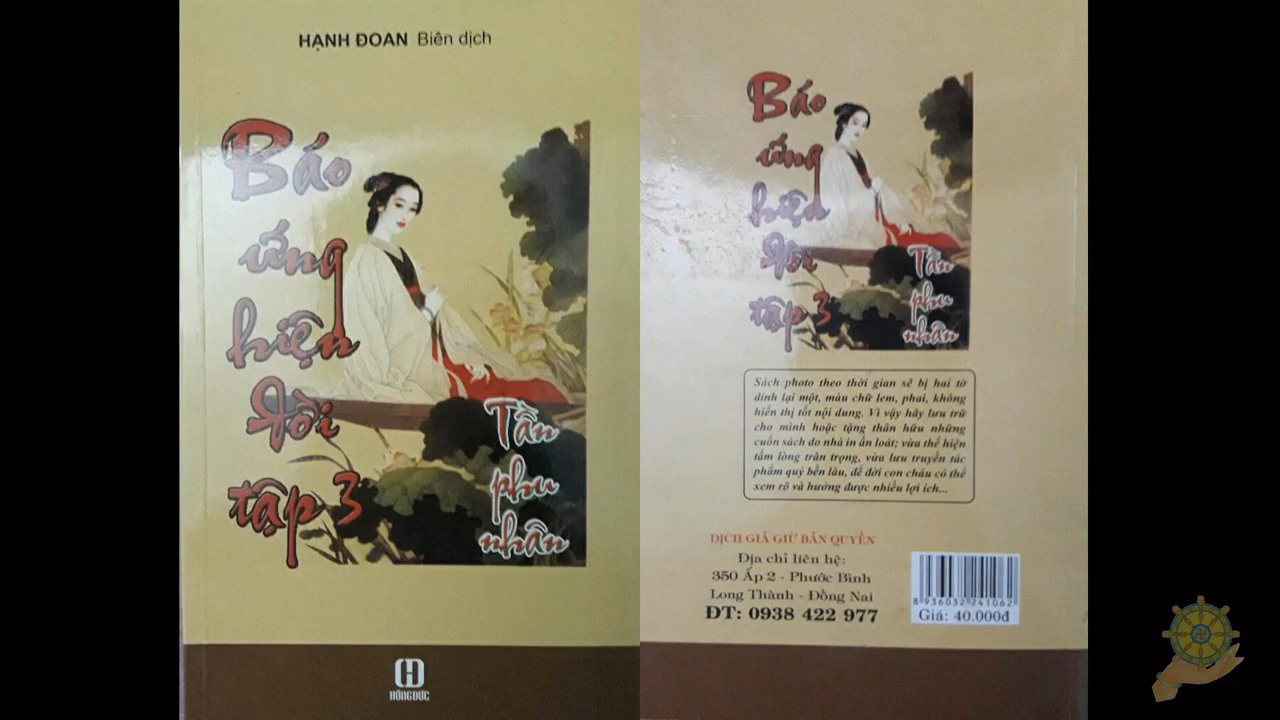 HẠNH ĐOAN Biên dịch
Báo
ứng
hiện
đời
tập 3
Tần
phu
nhân
HỒNG ĐỨC
Báo
ứng
hiện
đời
tập 3
Tần
phu
nhân
Sách photo theo thời gian sẽ bị hai tờ
dính lại một, màu chữ lem, phai, không
hiển thị tốt nội dung. Vì vậy hãy lưu trữ
cho mình hoặc tặng thân hữu những
cuốn sách do nhà in ấn loát; vừa thể hiện
tấm lòng trân trọng, vừa lưu truyền tác
phẩm quý bền lâu, để đời con cháu có thể
xem rõ và hưởng được nhiều lợi ích...
DỊCH GIẢ GIỮ BẢN QUYỀN
Địa chỉ liên hệ:
350 Ấp 2 - Phước Bình
Long Thành - Đồng Nai
ĐT: 0938 422 977
8 936032 241062
Giá: 40.000đ